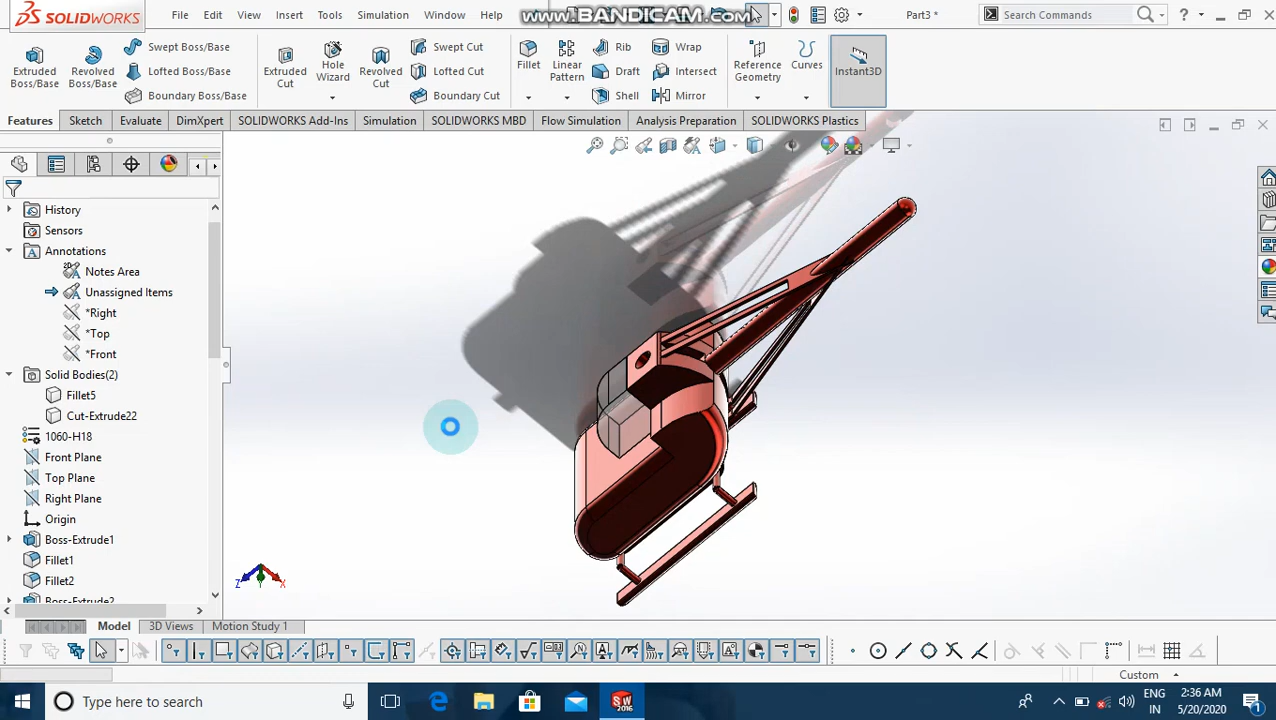 SOLIDWORKS
File Edit View Insert Tools Simulation Window Help
www.BANDICAM.com
Part3 *
Search Commands
?
Extruded Boss/Base
Revolved Boss/Base
Swept Boss/Base
Lofted Boss/Base
Boundary Boss/Base
Extruded Cut
Hole Wizard
Revolved Cut
Swept Cut
Lofted Cut
Boundary Cut
Fillet
Linear Pattern
Rib
Draft
Shell
Wrap
Intersect
Mirror
Reference Geometry
Curves
Instant3D
Features Sketch Evaluate DimXpert SOLIDWORKS Add-Ins Simulation SOLIDWORKS MBD Flow Simulation Analysis Preparation SOLIDWORKS Plastics
History
Sensors
Annotations
Notes Area
Unassigned Items
*Right
*Top
*Front
Solid Bodies(2)
Fillet5
Cut-Extrude22
1060-H18
Front Plane
Top Plane
Right Plane
Origin
Boss-Extrude1
Fillet1
Fillet2
Boss-Extrude2
Z X
Model 3D Views Motion Study 1
Custom
Type here to search
SW 2016
ENG
IN
2:36 AM
5/20/2020
1